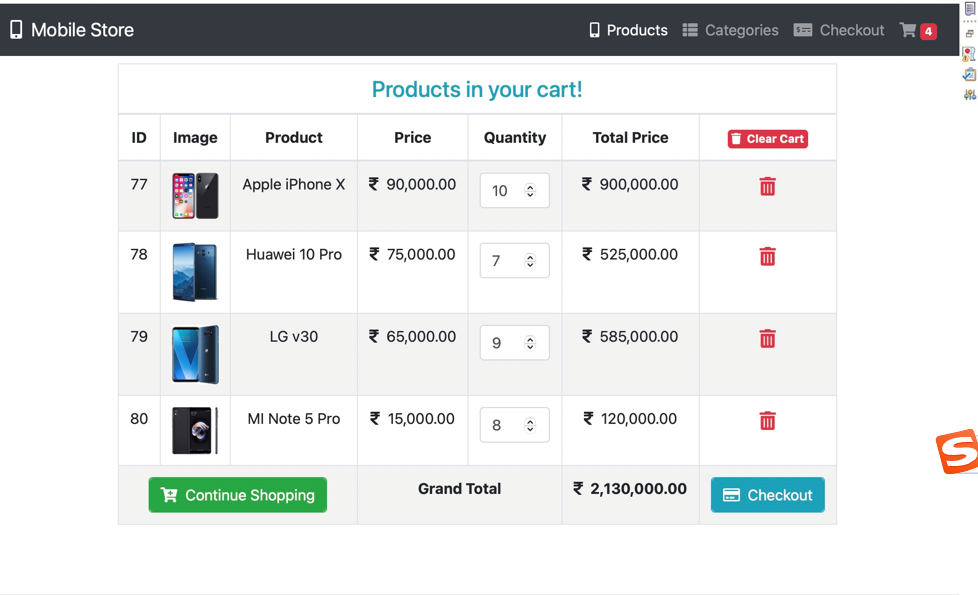 Mobile Store Products Categories Checkout 4
Products in your cart!
ID Image Product Price Quantity Total Price Clear Cart
77 Apple iPhone X ₹ 90,000.00 10 ₹ 900,000.00
78 Huawei 10 Pro ₹ 75,000.00 7 ₹ 525,000.00
79 LG v30 ₹ 65,000.00 9 ₹ 585,000.00
80 MI Note 5 Pro ₹ 15,000.00 8 ₹ 120,000.00
Continue Shopping Grand Total ₹ 2,130,000.00 Checkout
S